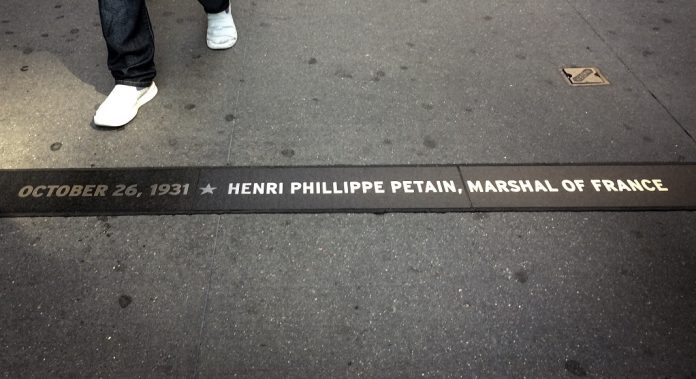 OCTOBER 26, 1931 ★ HENRI PHILLIPPE PETAIN, MARSHAL OF FRANCE